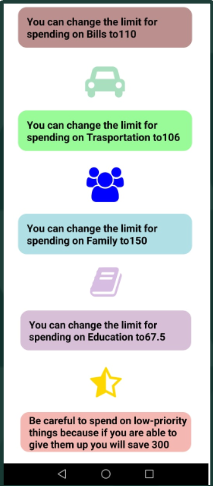 You can change the limit for
spending on Bills to110
You can change the limit for
spending on Trasportation to106
You can change the limit for
spending on Family to150
You can change the limit for
spending on Education to67.5
Be careful to spend on low-priority
things because if you are able to
give them up you will save 300